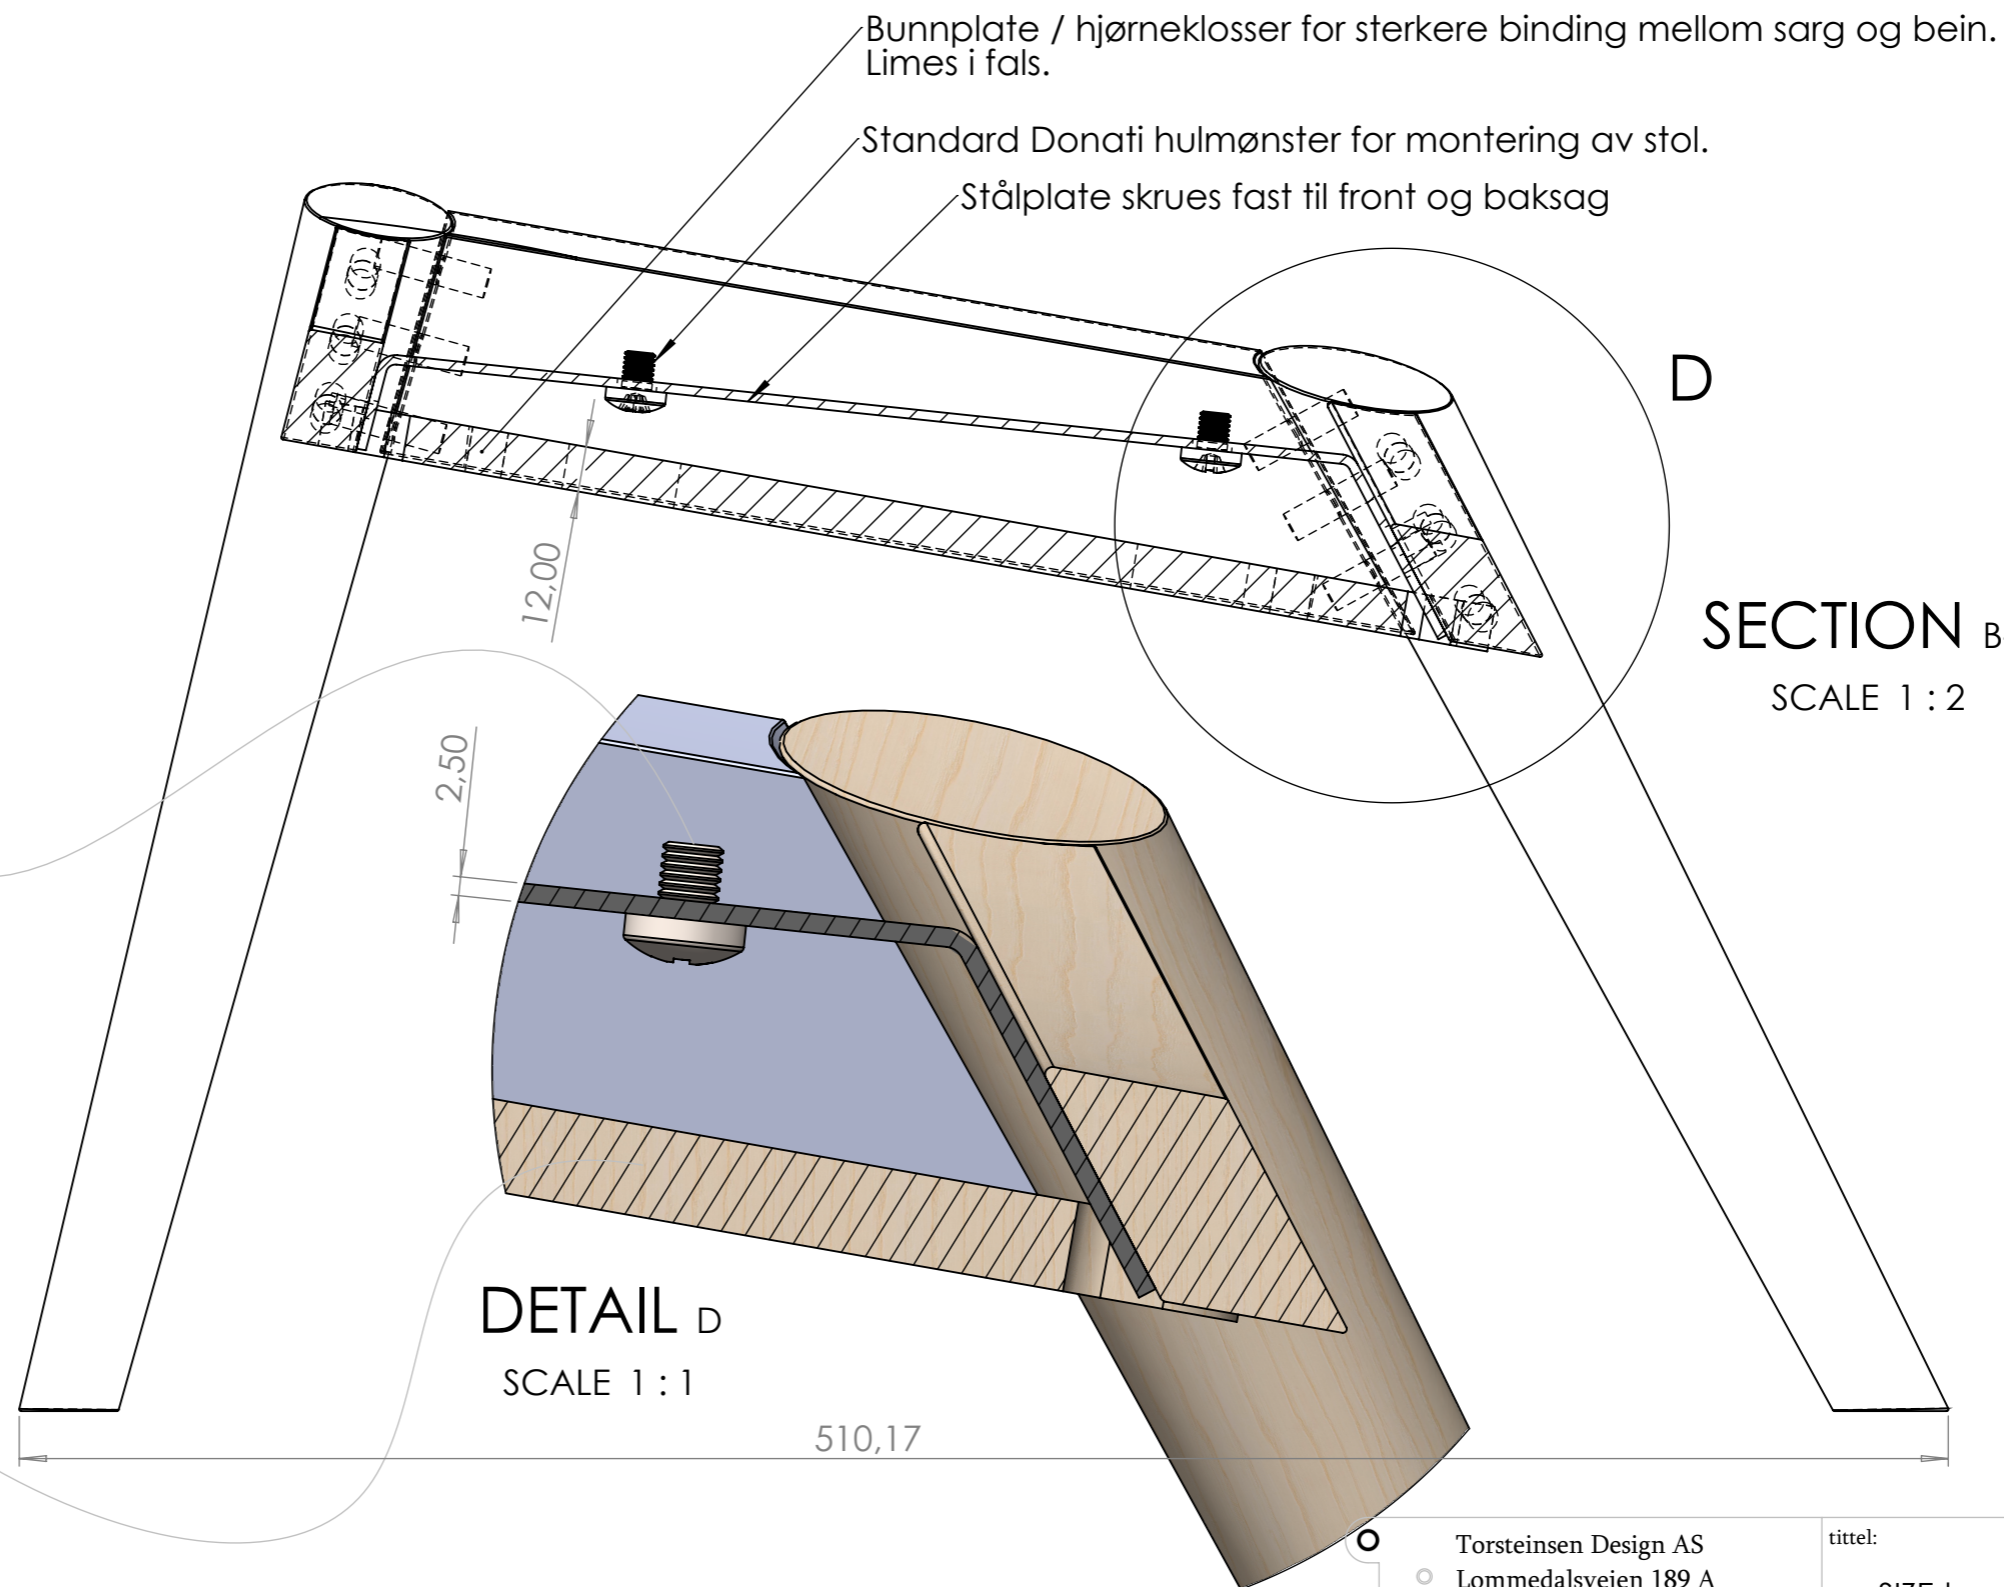 Bunnplate / hjørneklosser for sterkere binding mellom sarg og bein.
Limes i fals.
Standard Donati hulmønster for montering av stol.
Stålplate skrues fast til front og baksag
D
12,00
SECTION B
SCALE 1 : 2
2,50
DETAIL D
SCALE 1 : 1
510,17
Torsteinsen Design AS
Lommedalsveien 189 A
tittel: